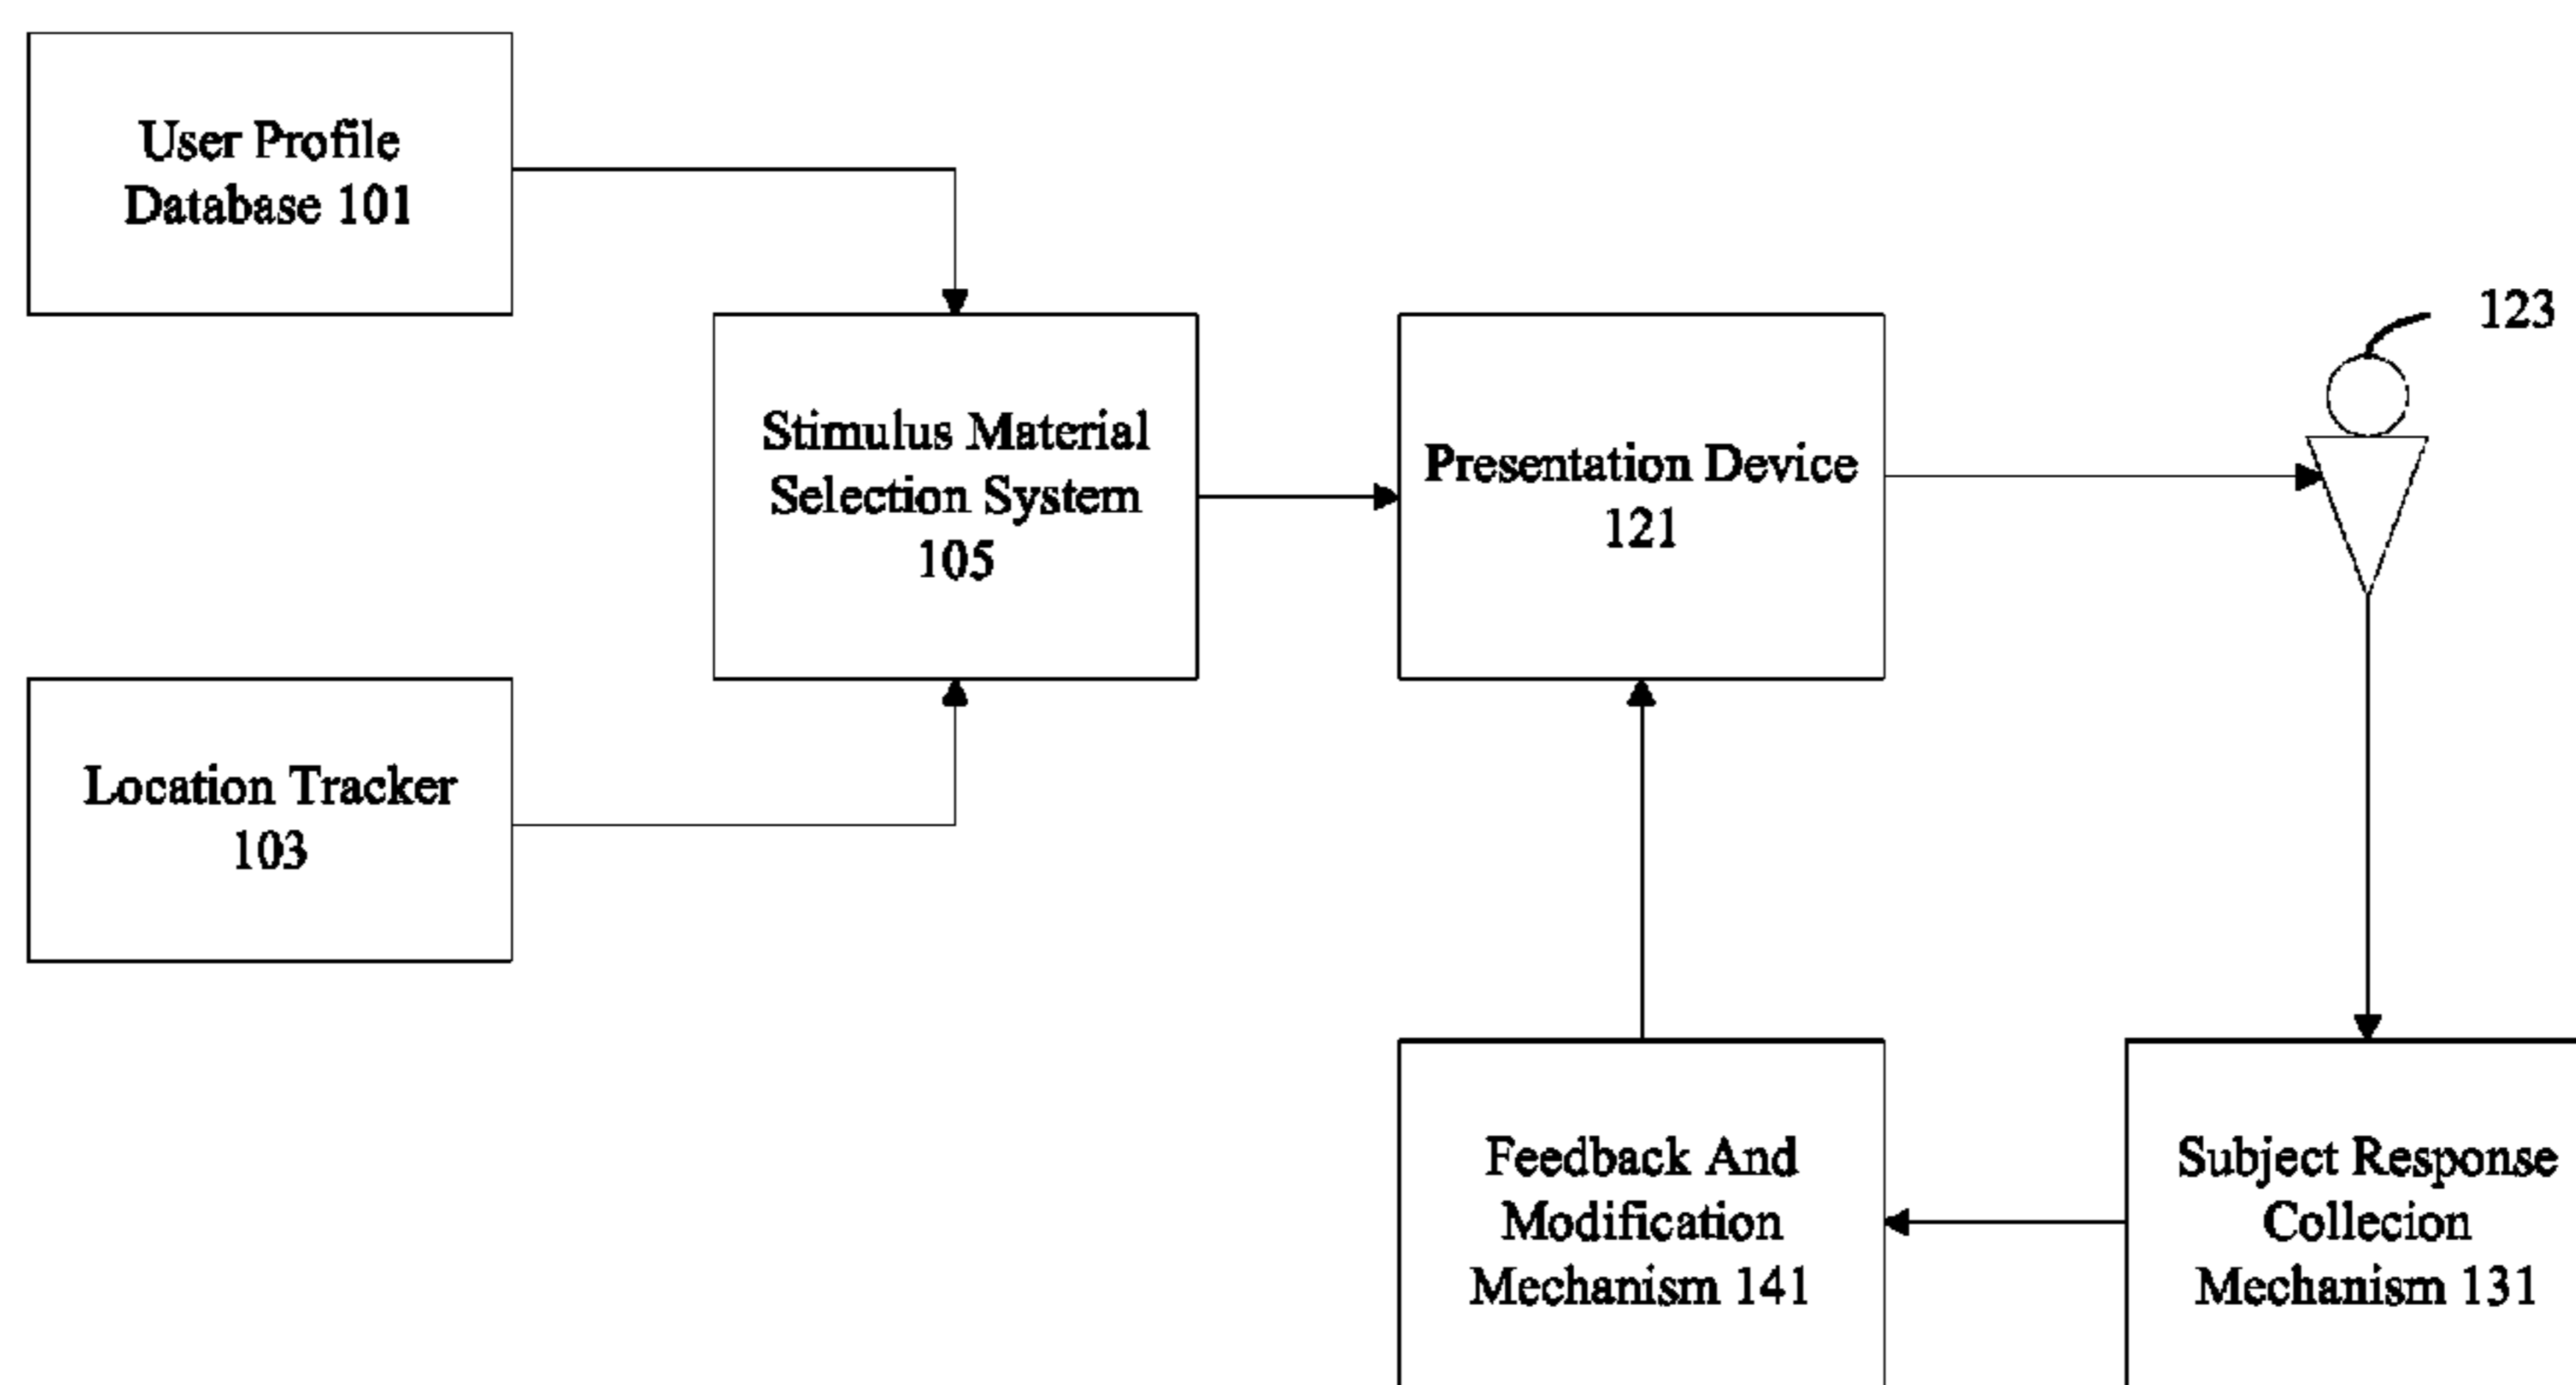 User Profile
Database 101
123
Stimulus Material
Selection System
105
Presentation Device
121
Location Tracker
103
Feedback And
Modification
Mechanism 141
Subject Response
Collecion
Mechanism 131